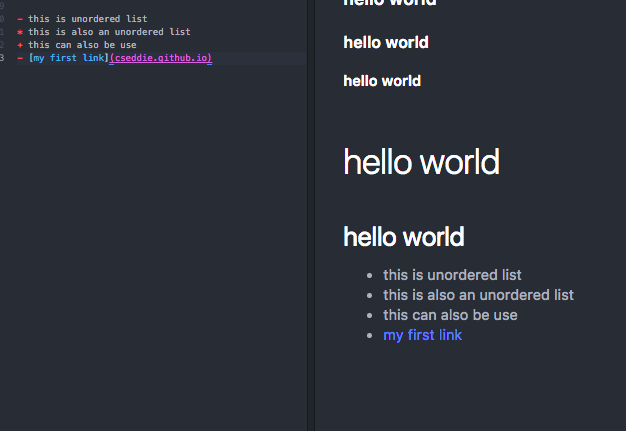 9
- this is unordered list
1 * this is also an unordered list
2 + this can also be use
3 - [my first link](cseddie.github.io)
hello world
hello world
hello world
hello world
hello world
• this is unordered list
• this is also an unordered list
• this can also be use
• my first link